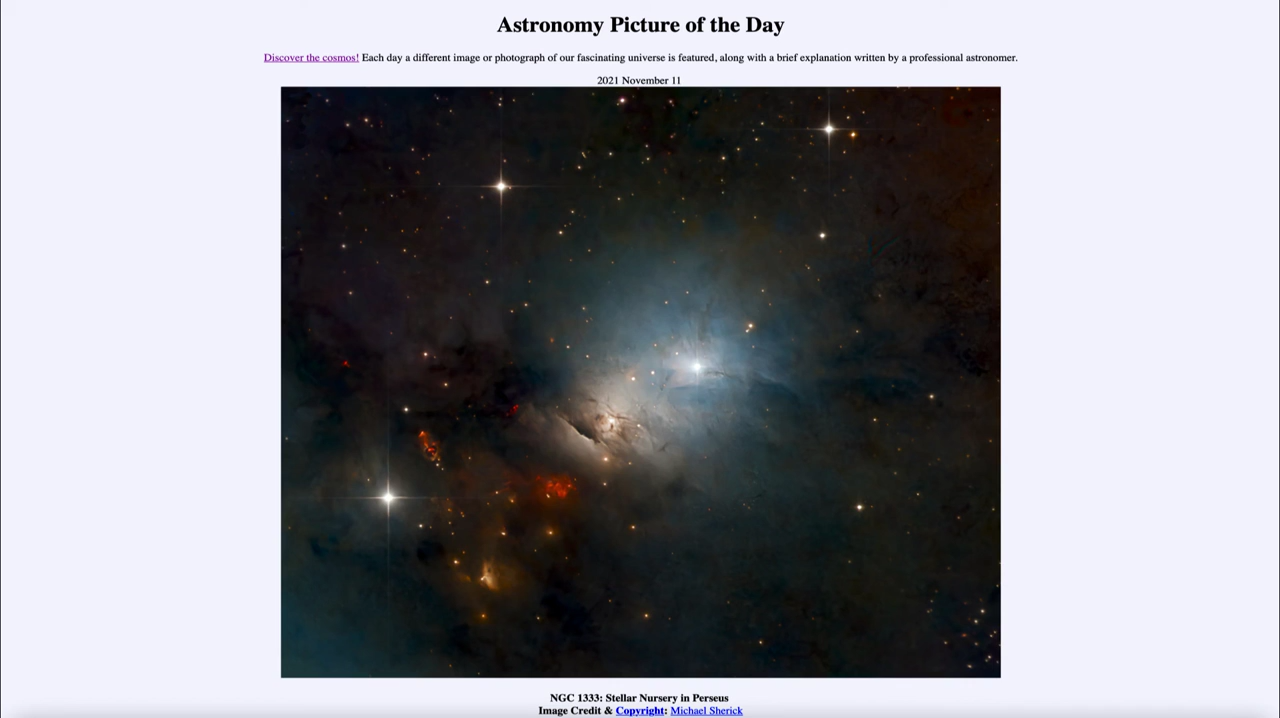 Astronomy Picture of the Day
Discover the cosmos! Each day a different image or photograph of our fascinating universe is featured, along with a brief explanation written by a professional astronomer.
2021 November 11
NGC 1333: Stellar Nursery in Perseus
Image Credit & Copyright: Michael Sherick